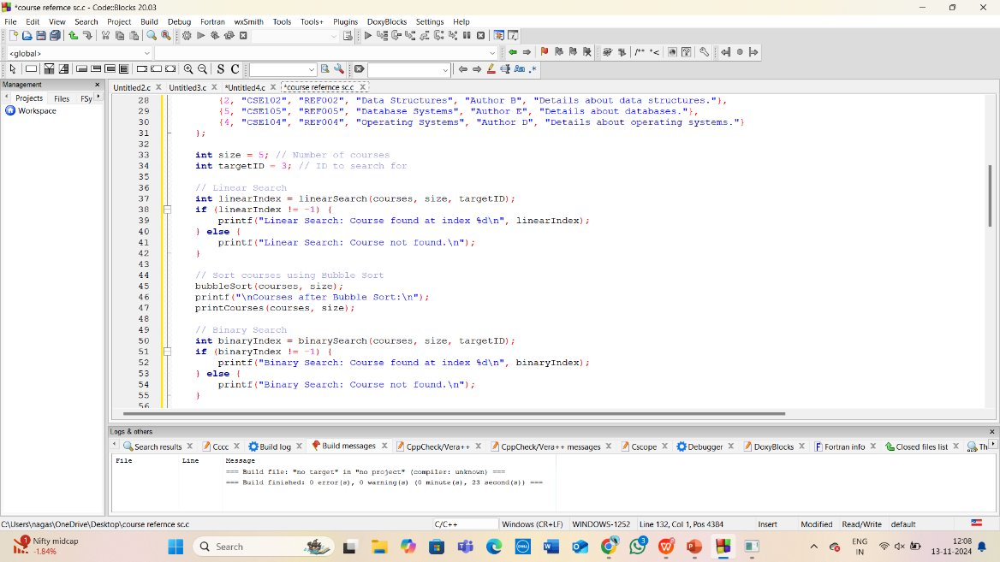 *course refernce sc.c - Code::Blocks 20.03
File Edit View Search Project Build Debug Fortran wxSmith Tools Tools+ Plugins DoxyBlocks Settings Help
<global>
Management
Projects Files FSy
Workspace
Untitled2.c Untitled3.c *Untitled4.c *course refernce sc.c
28 {2, "CSE102", "REF002", "Data Structures", "Author B", "Details about data structures."},
29 {5, "CSE105", "REF005", "Database Systems", "Author E", "Details about databases."},
30 {4, "CSE104", "REF004", "Operating Systems", "Author D", "Details about operating systems."}
31 };
32
33 int size = 5; // Number of courses
34 int targetID = 3; // ID to search for
35
36 // Linear Search
37 int linearIndex = linearSearch(courses, size, targetID);
38 if (linearIndex != -1) {
39 printf("Linear Search: Course found at index %d\n", linearIndex);
40 } else {
41 printf("Linear Search: Course not found.\n");
42 }
43
44 // Sort courses using Bubble Sort
45 bubbleSort(courses, size);
46 printf("\nCourses after Bubble Sort:\n");
47 printCourses(courses, size);
48
49 // Binary Search
50 int binaryIndex = binarySearch(courses, size, targetID);
51 if (binaryIndex != -1) {
52 printf("Binary Search: Course found at index %d\n", binaryIndex);
53 } else {
54 printf("Binary Search: Course not found.\n");
55 }
56
Logs & others
Search results Cccc Build log Build messages CppCheck/Vera++ CppCheck/Vera++ messages Cscope Debugger DoxyBlocks Fortran info Closed files list Th
File Line Message
=== Build file: "no target" in "no project" (compiler: unknown) ===
=== Build finished: 0 error(s), 0 warning(s) (0 minute(s), 23 second(s)) ===
C:\Users\nagas\OneDrive\Desktop\course refernce sc.c C/C++ Windows (CR+LF) WINDOWS-1252 Line 132, Col 1, Pos 4384 Insert Modified Read/Write default
Nifty midcap
-1.84%
Search
ENG
IN
12:08
13-11-2024